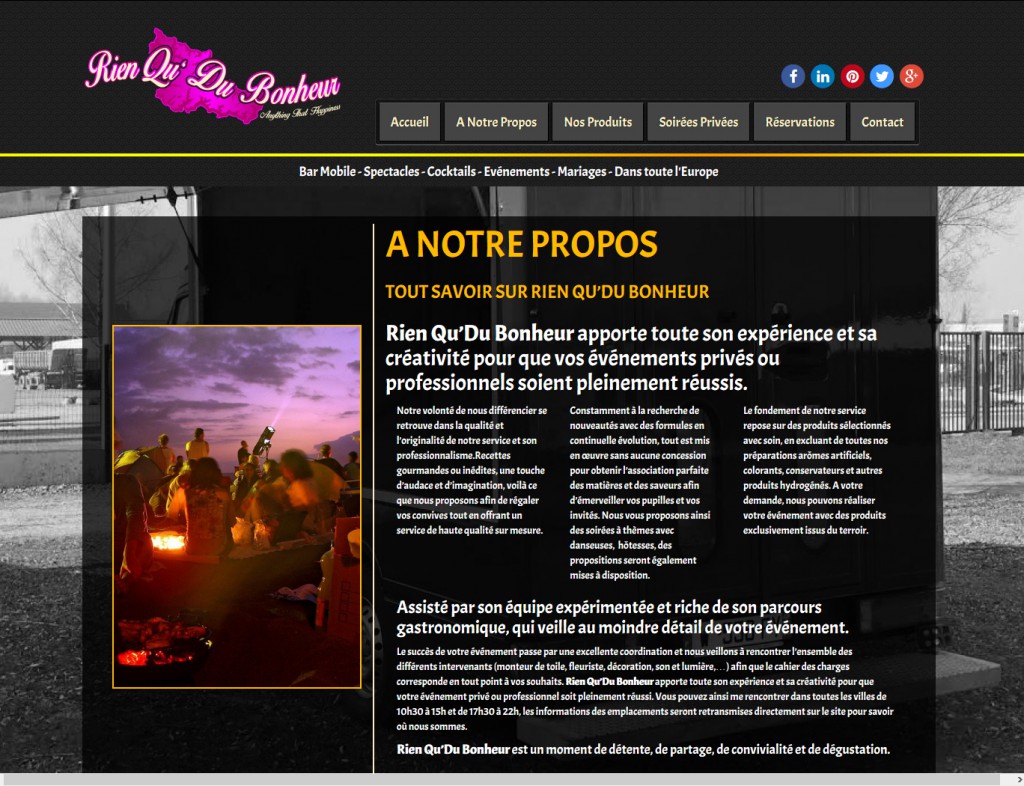 Rien Qu' Du Bonheur
Anything That Happiness
Accueil
A Notre Propos
Nos Produits
Soirées Privées
Réservations
Contact
Bar Mobile - Spectacles - Cocktails - Evénements - Mariages - Dans toute l'Europe
A NOTRE PROPOS
TOUT SAVOIR SUR RIEN QU'DU BONHEUR
Rien Qu'Du Bonheur apporte toute son expérience et sa
créativité pour que vos événements privés ou
professionnels soient pleinement réussis.
Notre volonté de nous différencier se
retrouve dans la qualité et
l'originalité de notre service et son
professionnalisme.Recettes
gourmandes ou inédites, une touche
d'audace et d'imagination, voilà ce
que nous proposons afin de régaler
vos convives tout en offrant un
service de haute qualité sur mesure.
Constamment à la recherche de
nouveautés avec des formules en
continuelle évolution, tout est mis
en œuvre sans aucune concession
pour obtenir l'association parfaite
des matières et des saveurs afin
d'émerveiller vos pupilles et vos
invités. Nous vous proposons ainsi
des soirées à thèmes avec
danseuses, hôtesses, des
propositions seront également
mises à disposition.
Le fondement de notre service
repose sur des produits sélectionnés
avec soin, en excluant de toutes nos
préparations arômes artificiels,
colorants, conservateurs et autres
produits hydrogénés. A votre
demande, nous pouvons réaliser
votre événement avec des produits
exclusivement issus du terroir.
Assisté par son équipe expérimentée et riche de son parcours
gastronomique, qui veille au moindre détail de votre événement.
Le succès de votre événement passe par une excellente coordination et nous veillons à rencontrer l'ensemble des
différents intervenants (monteur de toile, fleuriste, décoration, son et lumière,…) afin que le cahier des charges
corresponde en tout point à vos souhaits. Rien Qu'Du Bonheur apporte toute son expérience et sa créativité pour que
votre événement privé ou professionnel soit pleinement réussi. Vous pouvez ainsi me rencontrer dans toutes les villes de
10h30 à 15h et de 17h30 à 22h, les informations des emplacements seront retransmises directement sur le site pour savoir
où nous sommes.
Rien Qu'Du Bonheur est un moment de détente, de partage, de convivialité et de dégustation.